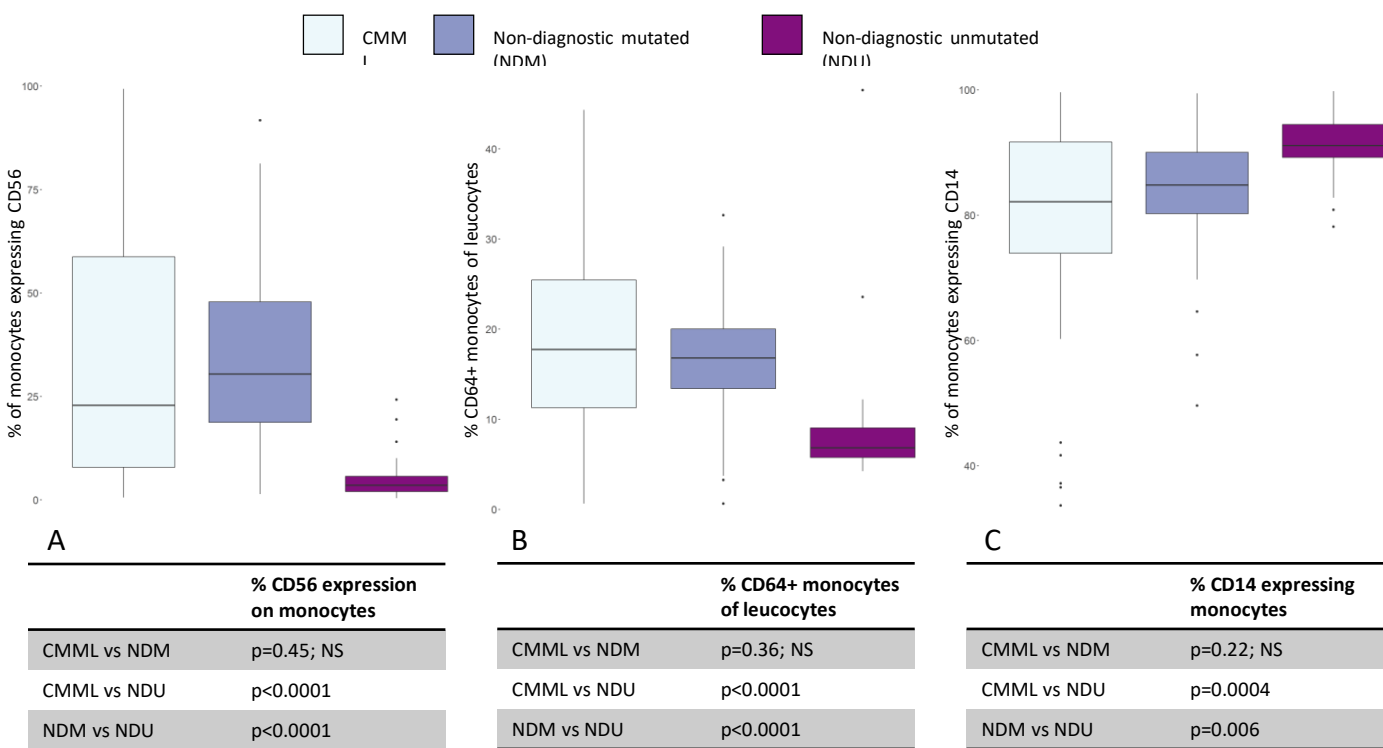 CMM
L
Non-diagnostic mutated
(NDM)
Non-diagnostic unmutated
(NDU)
% of monocytes expressing CD56
100
75
50
25
0
% CD64+ monocytes of leucocytes
40
30
20
10
0
% of monocytes expressing CD14
100
80
60
40
A
% CD56 expression
on monocytes
CMML vs NDM p=0.45; NS
CMML vs NDU p<0.0001
NDM vs NDU p<0.0001
B
% CD64+ monocytes
of leucocytes
CMML vs NDM p=0.36; NS
CMML vs NDU p<0.0001
NDM vs NDU p<0.0001
C
% CD14 expressing
monocytes
CMML vs NDM p=0.22; NS
CMML vs NDU p=0.0004
NDM vs NDU p=0.006